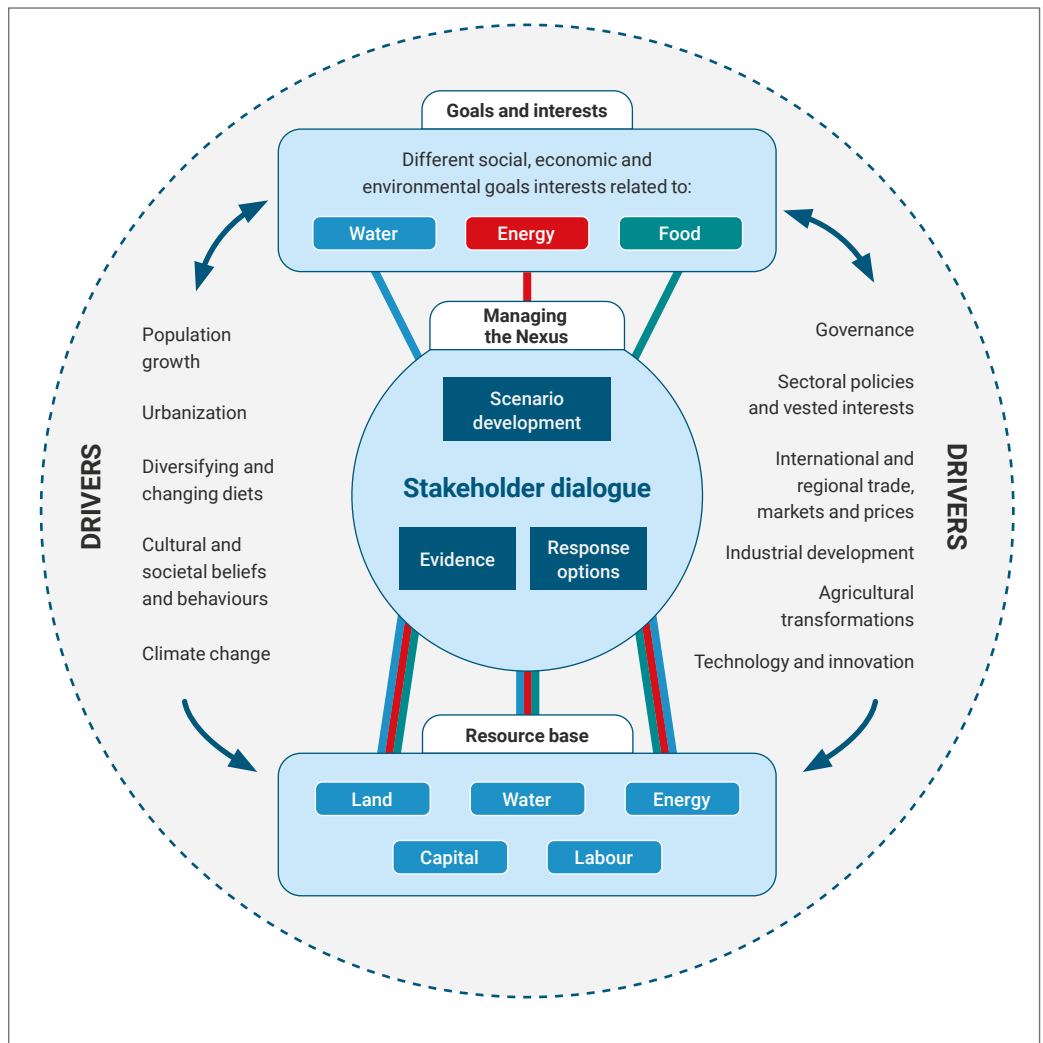 Goals and interests
Different social, economic and
environmental goals interests related to:
Water
Energy
Food
Managing
the Nexus
Scenario
development
Stakeholder dialogue
Evidence
Response
options
DRIVERS
Population
growth
Urbanization
Diversifying and
changing diets
Cultural and
societal beliefs
and behaviours
Climate change
Governance
Sectoral policies
and vested interests
International and
regional trade,
markets and prices
Industrial development
Agricultural
transformations
Technology and innovation
DRIVERS
Resource base
Land
Water
Energy
Capital
Labour